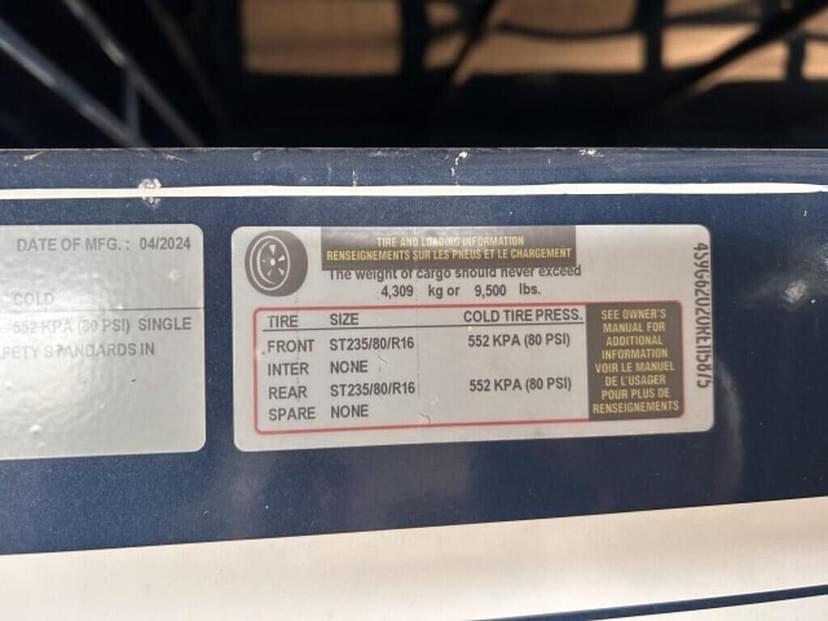 DATE OF MFG. : 04/2024
COLD
552 KPA (80 PSI) SINGLE
FETY STANDARDS IN
TIRE AND LOADING INFORMATION
RENSEIGNEMENTS SUR LES PNEUS ET LE CHARGEMENT
The weight of cargo should never exceed
4,309 kg or 9,500 lbs.
TIRE SIZE COLD TIRE PRESS.
FRONT ST235/80/R16 552 KPA (80 PSI)
INTER NONE
REAR ST235/80/R16 552 KPA (80 PSI)
SPARE NONE
SEE OWNER'S
MANUAL FOR
ADDITIONAL
INFORMATION
VOIR LE MANUEL
DE L'USAGER
POUR PLUS DE
RENSEIGNEMENTS